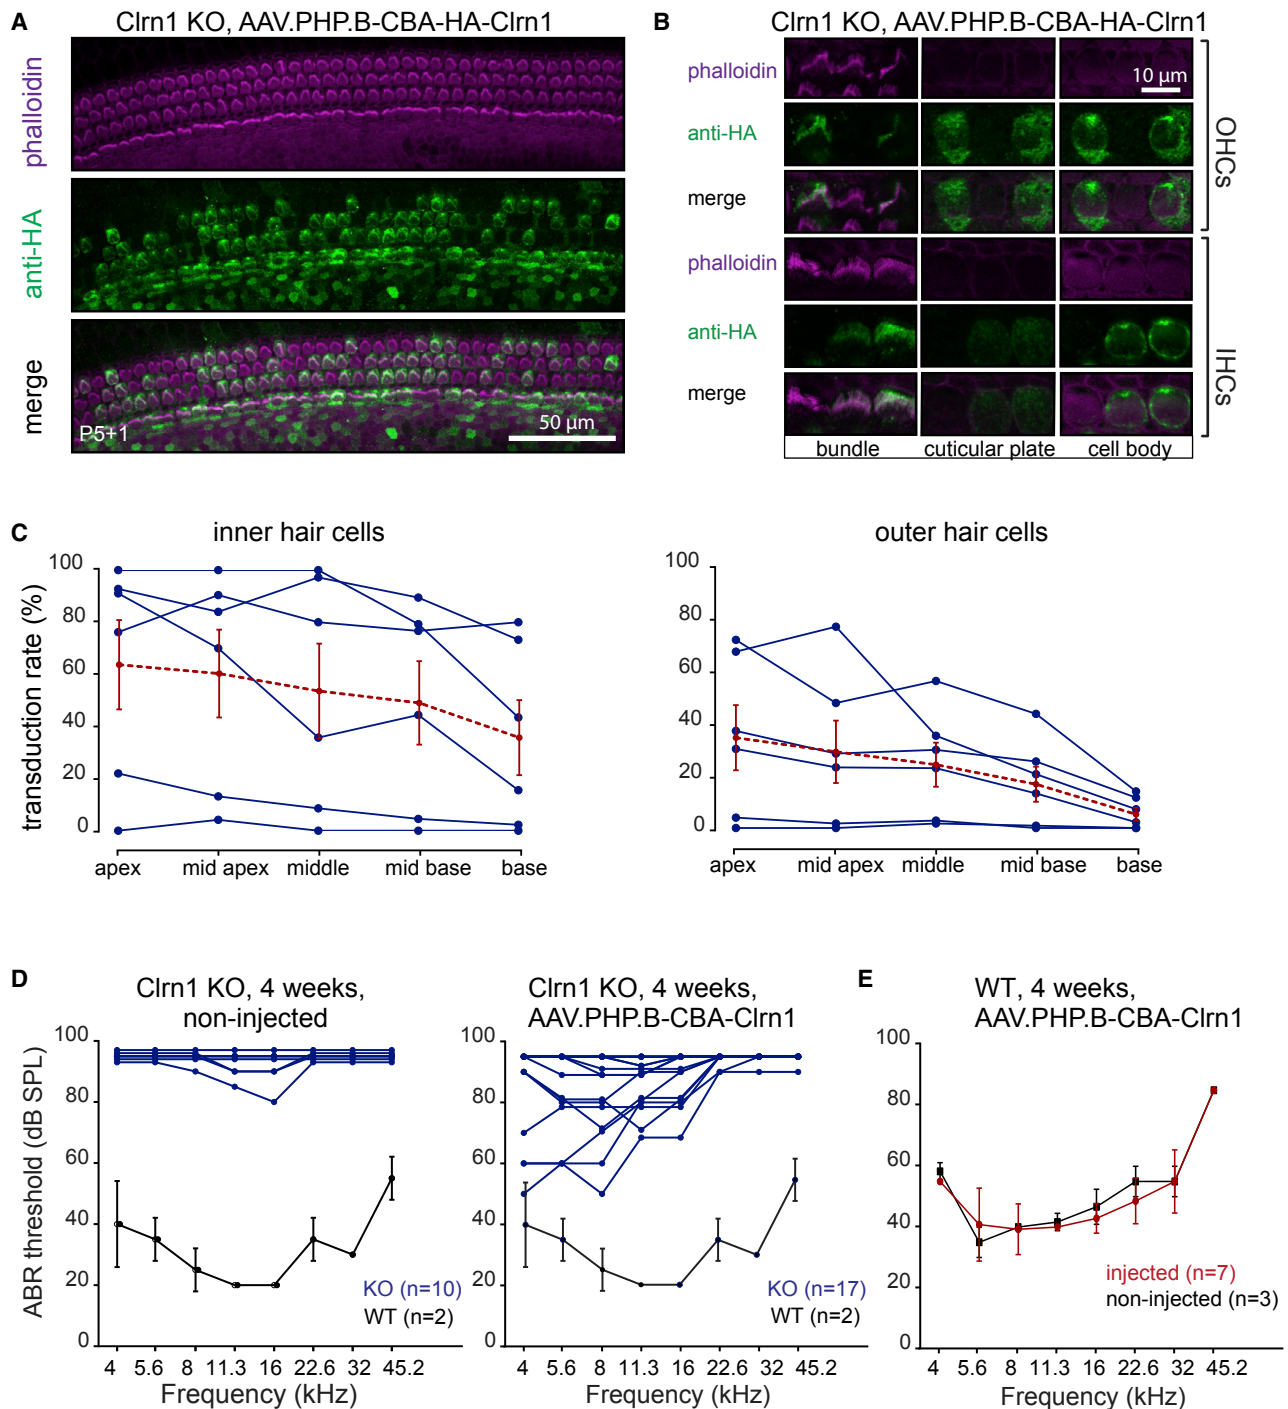 A
Clrn1 KO, AAV.PHP.B-CBA-HA-Clrn1
phalloidin
anti-HA
merge
P5+1
50 µm
B
Clrn1 KO, AAV.PHP.B-CBA-HA-Clrn1
phalloidin
10 µm
anti-HA
merge
OHCs
phalloidin
anti-HA
merge
IHCs
bundle
cuticular plate
cell body
C
inner hair cells
transduction rate (%)
100
80
60
40
20
0
apex
mid apex
middle
mid base
base
outer hair cells
100
80
60
40
20
0
apex
mid apex
middle
mid base
base
D
Clrn1 KO, 4 weeks,
non-injected
ABR threshold (dB SPL)
100
80
60
40
20
0
KO (n=10)
WT (n=2)
4 5.6 8 11.3 16 22.6 32 45.2
Frequency (kHz)
Clrn1 KO, 4 weeks,
AAV.PHP.B-CBA-Clrn1
100
80
60
40
20
0
KO (n=17)
WT (n=2)
4 5.6 8 11.3 16 22.6 32 45.2
Frequency (kHz)
E
WT, 4 weeks,
AAV.PHP.B-CBA-Clrn1
100
80
60
40
20
0
injected (n=7)
non-injected (n=3)
4 5.6 8 11.3 16 22.6 32 45.2
Frequency (kHz)